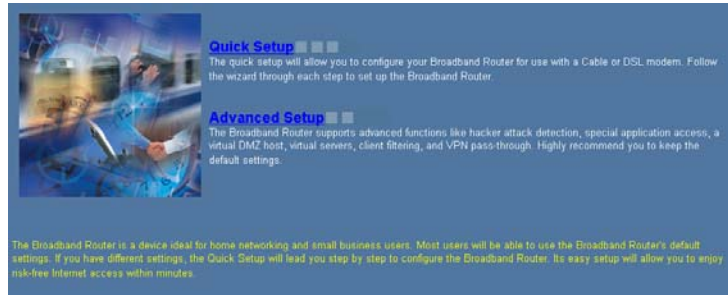 Quick Setup
The quick setup will allow you to configure your Broadband Router for use with a Cable or DSL modem. Follow
the wizard through each step to set up the Broadband Router.
Advanced Setup
The Broadband Router supports advanced functions like hacker attack detection, special application access, a
virtual DMZ host, virtual servers, client filtering, and VPN pass-through. Highly recommend you to keep the
default settings.
The Broadband Router is a device ideal for home networking and small business users. Most users will be able to use the Broadband Router's default
settings. If you have different settings, the Quick Setup will lead you step by step to configure the Broadband Router. Its easy setup will allow you to enjoy
risk-free Internet access within minutes.